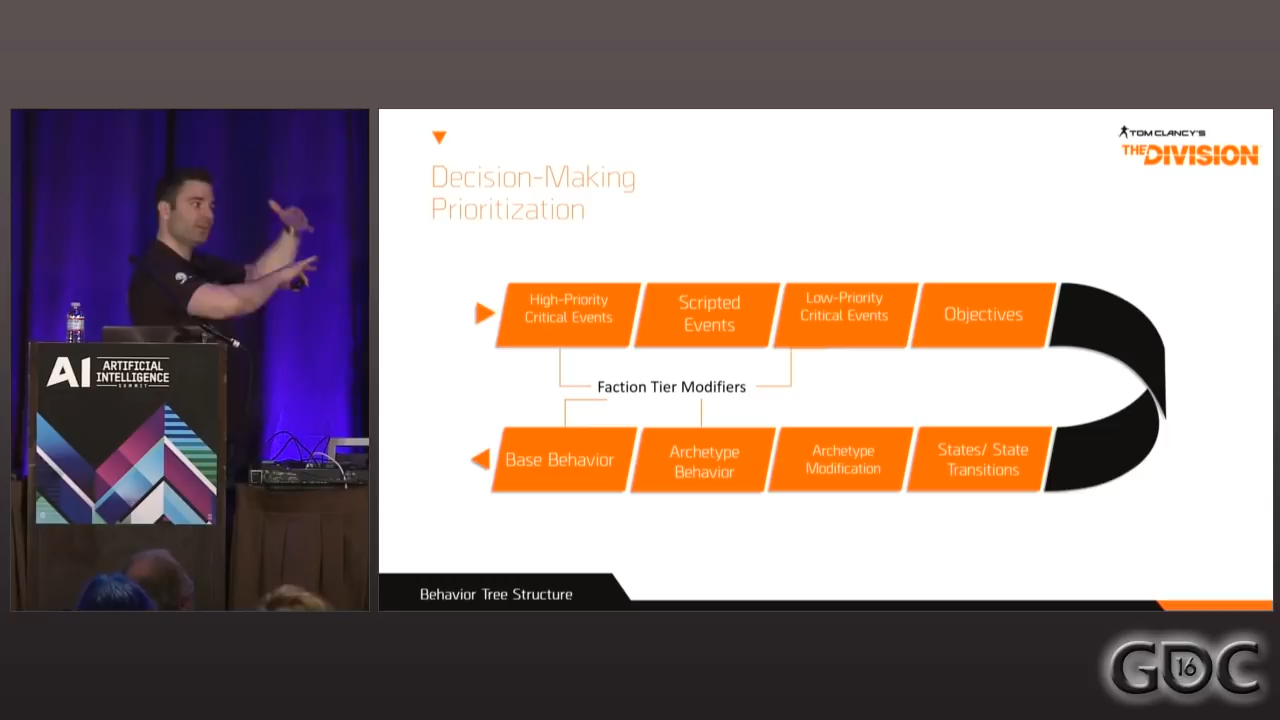 TOM CLANCY'S
THE DIVISION
Decision-Making
Prioritization
High-Priority
Critical Events
Scripted
Events
Low-Priority
Critical Events
Objectives
Faction Tier Modifiers
Base Behavior
Archetype
Behavior
Archetype
Modification
States/ State
Transitions
Behavior Tree Structure
AI
ARTIFICIAL
INTELLIGENCE
SUMMIT
GDC
16